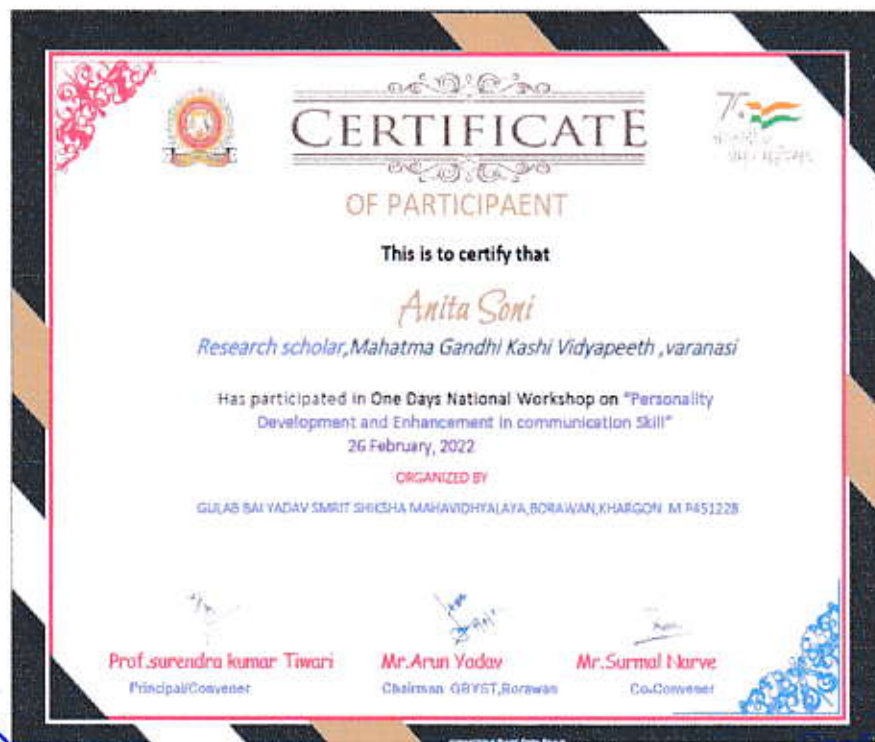 CERTIFICATE
OF PARTICIPAENT
This is to certify that
Anita Soni
Research scholar,Mahatma Gandhi Kashi Vidyapeeth ,varanasi
Has participated in One Days National Workshop on "Personality
Development and Enhancement in communication Skill"
26 February, 2022
ORGANIZED BY
GULAB BAI YADAV SMRIT SHIKSHA MAHAVIDHYALAYA,BORAWAN,KHARGON M P451228
Prof.surendra kumar Tiwari
Mr.Arun Yadav
Mr.Surmal Narve
Principal/Convener
Chairman GBYST,Borawan
Co-Convener